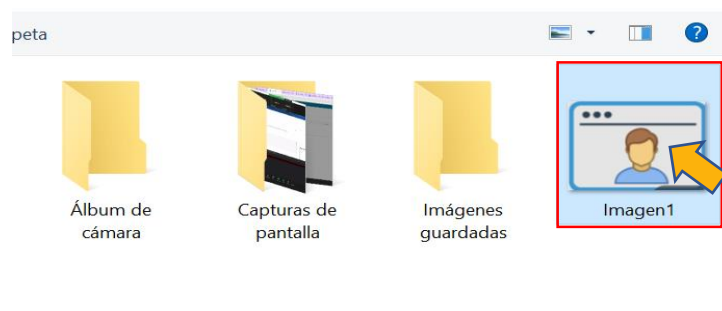 peta
?
Álbum de
cámara
Capturas de
pantalla
Imágenes
guardadas
Imagen1